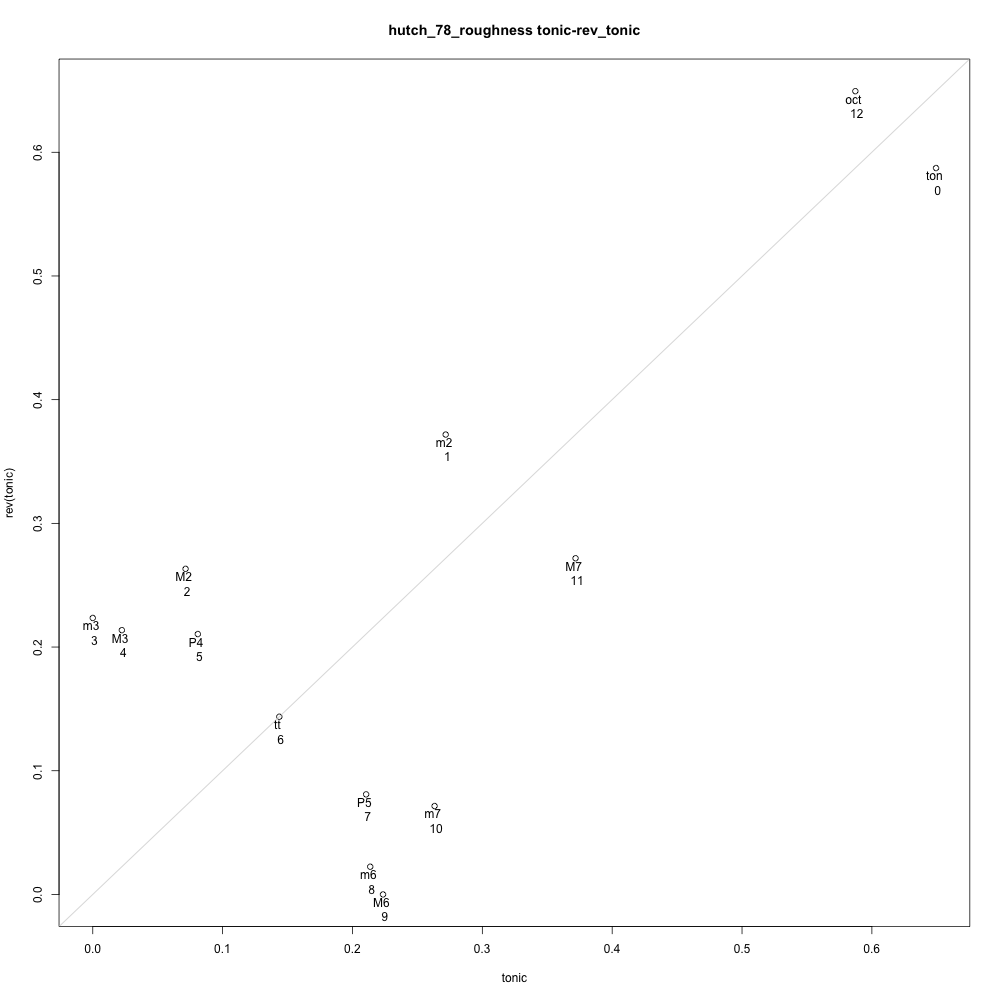 hutch_78_roughness tonic-rev_tonic
oct
12
ton
0
0.6
0.5
0.4
m2
1
rev(tonic)
0.3
M7
11
M2
2
m3
3
M3
4
P4
5
0.2
tt
6
0.1
P5
7
m7
10
m6
8
0.0
M6
9
0.0 0.1 0.2 0.3 0.4 0.5 0.6
tonic